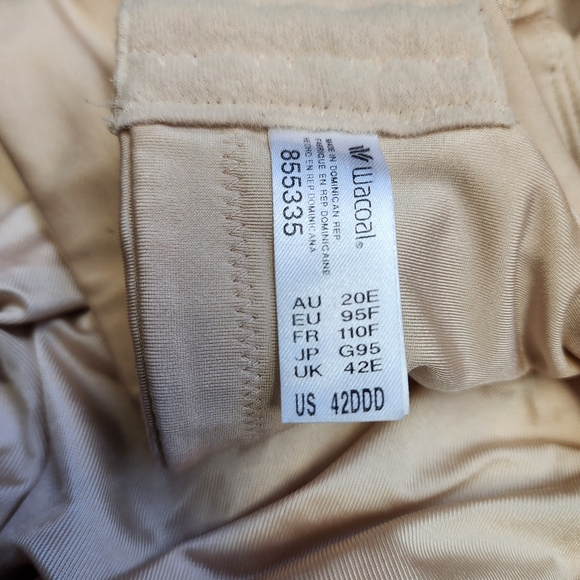 wacoal®
MADE IN DOMINICAN REP
FABRIQUE EN REP DOMINICAINE
HECHO EN REP DOMINICANA
855335
AU 20E
EU 95F
FR 110F
JP G95
UK 42E
US 42DDD